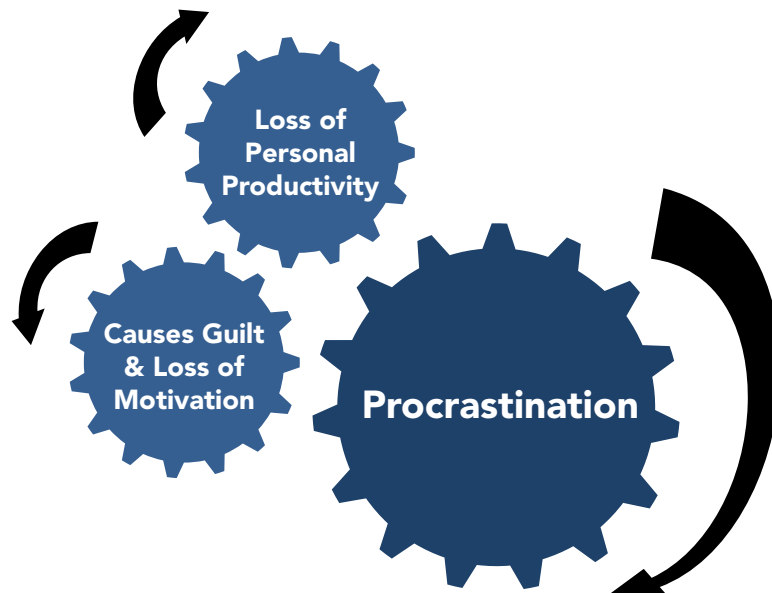 Loss of
Personal
Productivity
Causes Guilt
& Loss of
Motivation
Procrastination